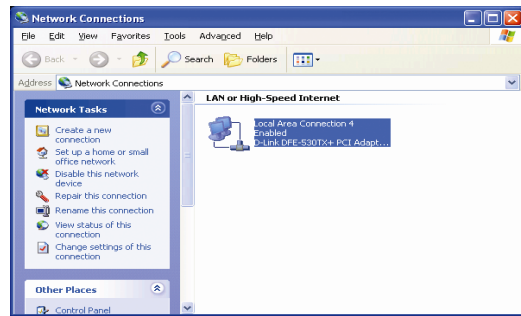 Network Connections
File Edit View Favorites Tools Advanced Help
Back Search Folders
Address Network Connections
Network Tasks
Create a new
connection
Set up a home or small
office network
Disable this network
device
Repair this connection
Rename this connection
View status of this
connection
Change settings of this
connection
Other Places
Control Panel
LAN or High-Speed Internet
Local Area Connection 4
Enabled
D-Link DFE-530TX+ PCI Adapt...